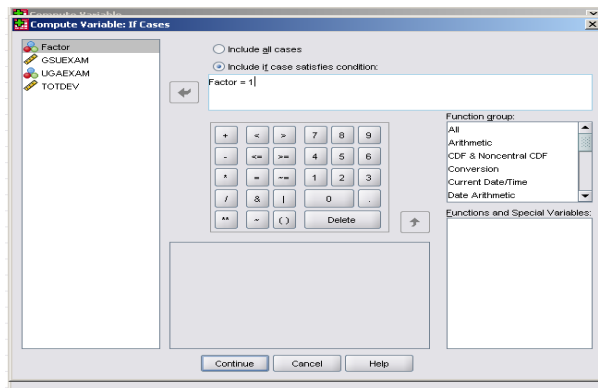 Compute Variable
Compute Variable: If Cases
Factor
GSUEXAM
UGAEXAM
TOTDEV
Include all cases
Include if case satisfies condition:
Factor = 1
+ < > 7 8 9
- <= >= 4 5 6
* = ~= 1 2 3
/ & | 0 .
** ~ ( ) Delete
Function group:
All
Arithmetic
CDF & Noncentral CDF
Conversion
Current Date/Time
Date Arithmetic
Functions and Special Variables:
Continue Cancel Help